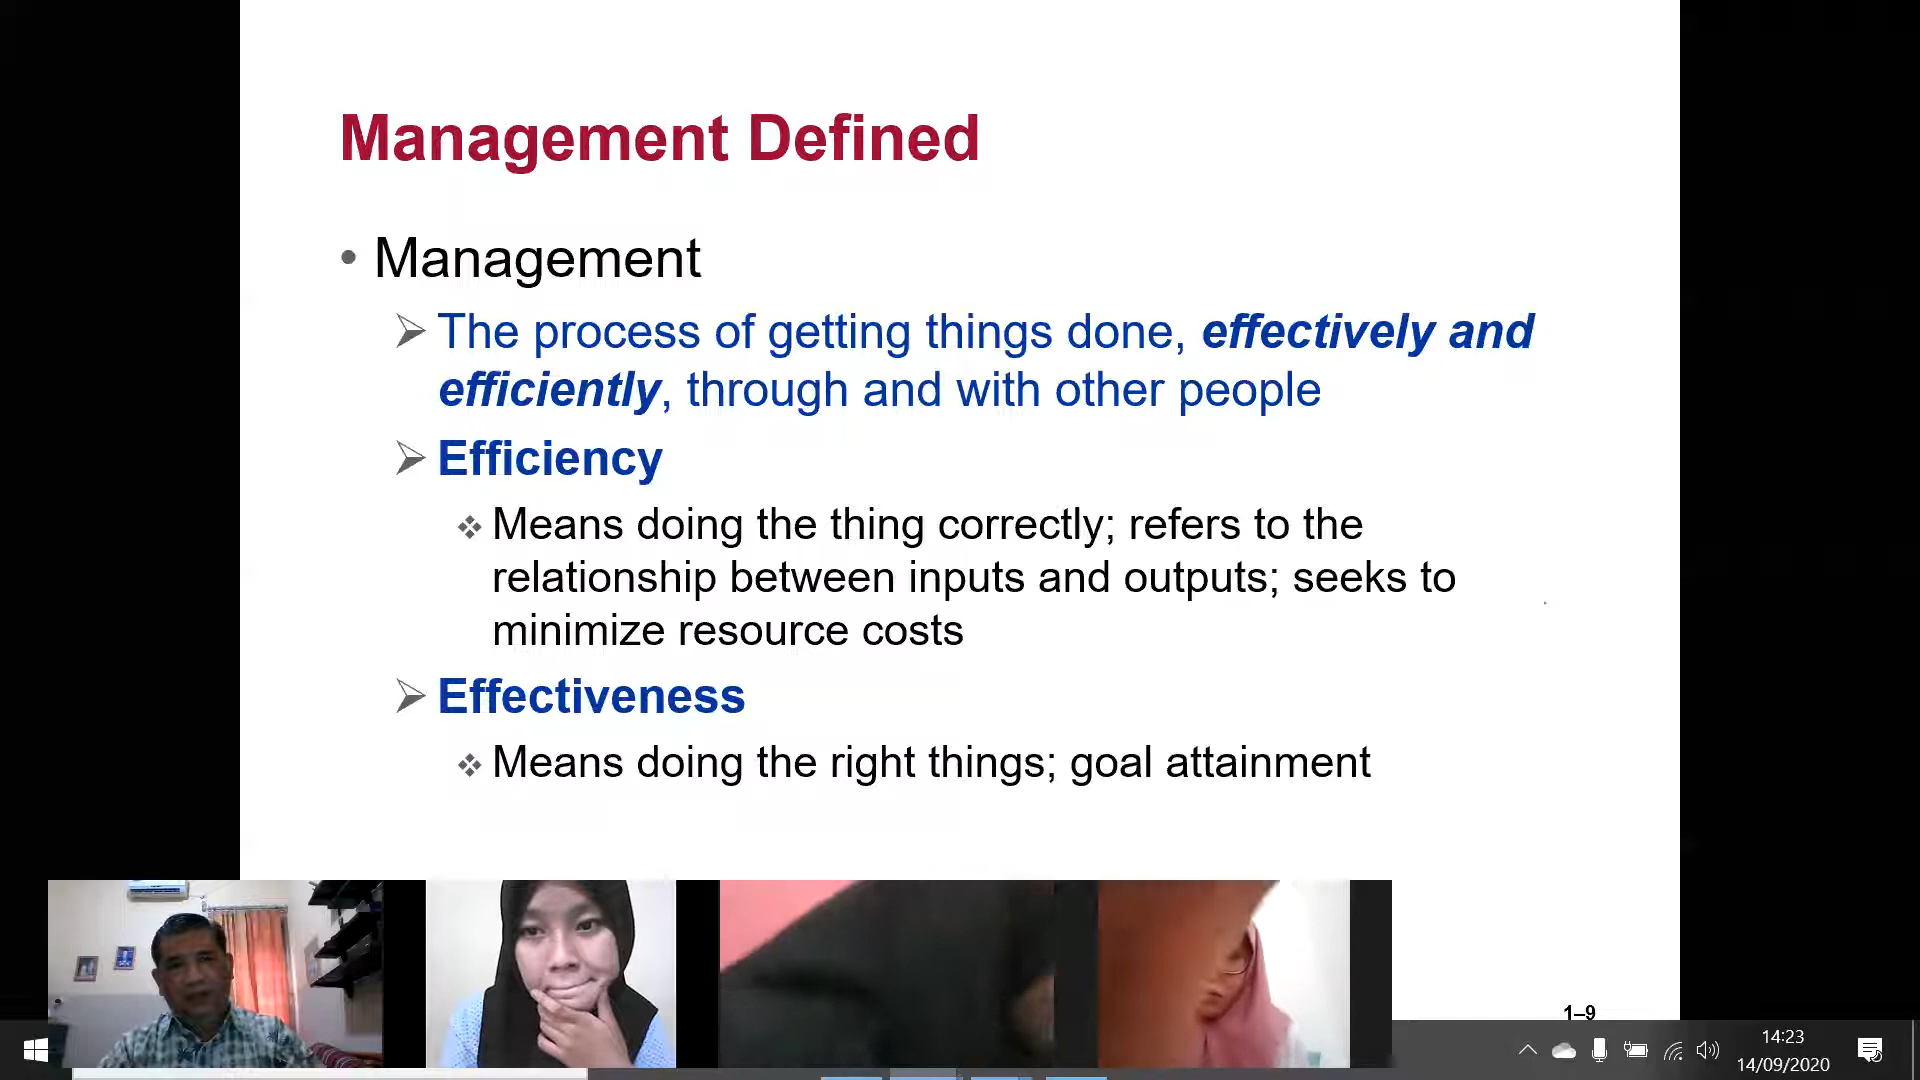 Management Defined
• Management
➢ The process of getting things done, effectively and
efficiently, through and with other people
➢ Efficiency
❖ Means doing the thing correctly; refers to the
relationship between inputs and outputs; seeks to
minimize resource costs
➢ Effectiveness
❖ Means doing the right things; goal attainment
1–9
14:23
14/09/2020